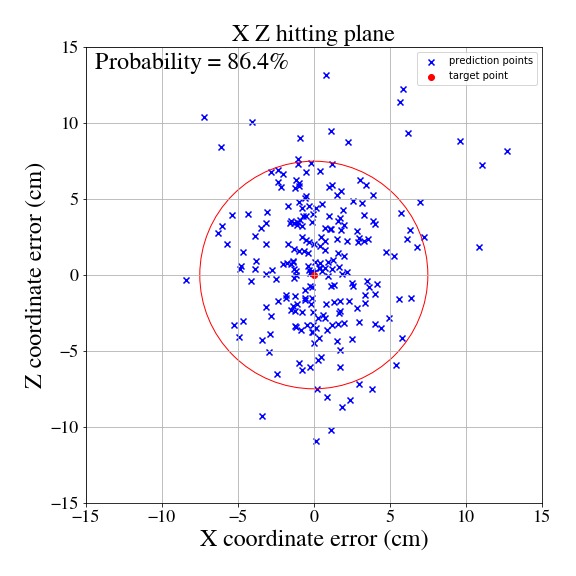 X Z hitting plane
Probability = 86.4%
prediction points
target point
15
10
5
0
−5
−10
−15
−15
−10
−5
0
5
10
15
Z coordinate error (cm)
X coordinate error (cm)